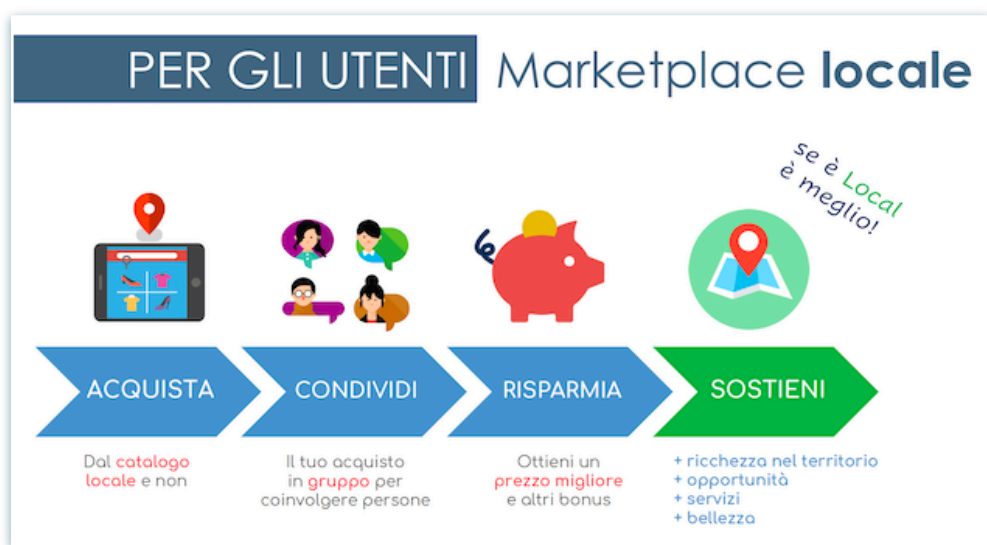 PER GLI UTENTI Marketplace locale
se è Local
è meglio!
ACQUISTA
CONDIVIDI
RISPARMIA
SOSTIENI
Dal catalogo
locale e non
Il tuo acquisto
in gruppo per
coinvolgere persone
Ottieni un
prezzo migliore
e altri bonus
+ ricchezza nel territorio
+ opportunità
+ servizi
+ bellezza